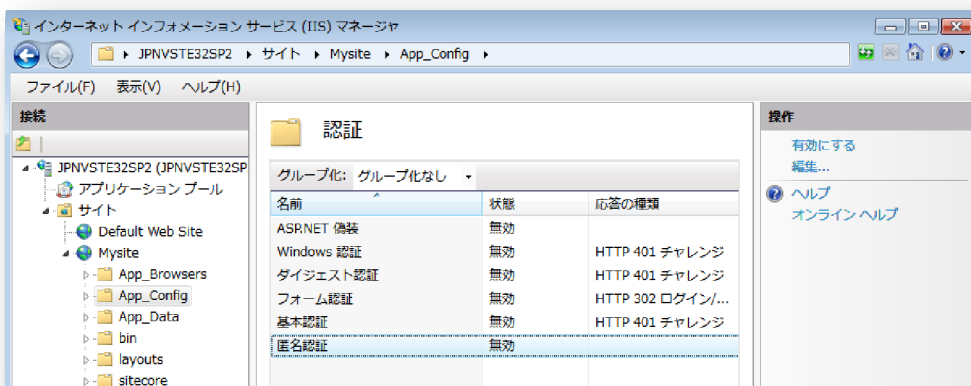 インターネット インフォメーション サービス (IIS) マネージャ
JPNVSTE32SP2 サイト Mysite App_Config
ファイル(F) 表示(V) ヘルプ(H)
接続
JPNVSTE32SP2 (JPNVSTE32SP
アプリケーション プール
サイト
Default Web Site
Mysite
App_Browsers
App_Config
App_Data
bin
layouts
sitecore
認証
グループ化: グループ化なし
名前 状態 応答の種類
ASP.NET 偽装 無効
Windows 認証 無効 HTTP 401 チャレンジ
ダイジェスト認証 無効 HTTP 401 チャレンジ
フォーム認証 無効 HTTP 302 ログイン/...
基本認証 無効 HTTP 401 チャレンジ
匿名認証 無効
操作
有効にする
編集...
ヘルプ
オンライン ヘルプ